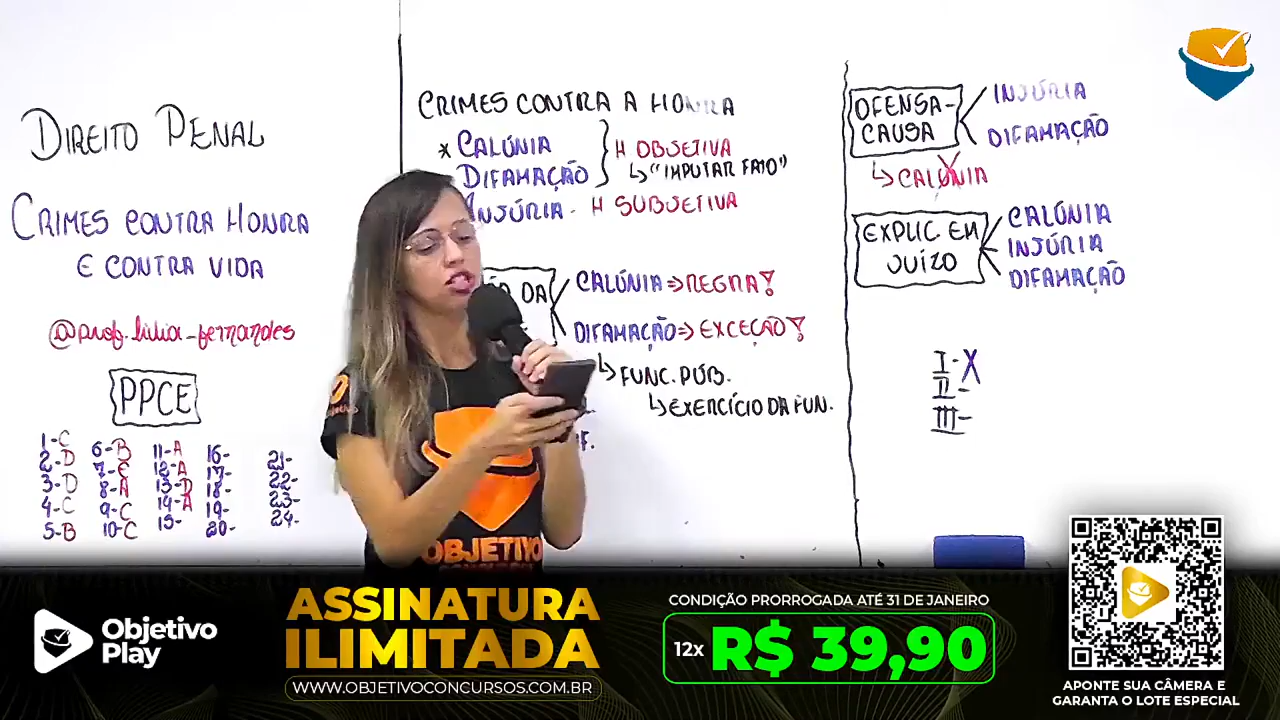 DIREITO PENAL
CRIMES CONTRA HONRA
E CONTRA VIDA
@prof.lilia_fernandes
PPCE
1-C 6-B 11-A 16- 21-
2-D 7-E 12-A 17- 22-
3-D 8-A 13-D 18- 23-
4-C 9-C 14-A 19- 24-
5-B 10-C 15- 20-
CRIMES CONTRA A HONRA
* CALÚNIA
DIFAMAÇÃO
H OBJETIVA
↳"IMPUTAR FATO"
INJÚRIA - H SUBJETIVA
DA
CALÚNIA ⇒ REGRA!
DIFAMAÇÃO ⇒ EXCEÇÃO!
↳ FUNC. PÚB.
↳ EXERCÍCIO DA FUN.
F.
OFENSA-
CAUSA
INJÚRIA
DIFAMAÇÃO
↳ CALÚNIA
EXPLIC EM
JUÍZO
CALÚNIA
INJÚRIA
DIFAMAÇÃO
I- X
II-
III-
OBJETIVO
Objetivo
Play
ASSINATURA
ILIMITADA
WWW.OBJETIVOCONCURSOS.COM.BR
CONDIÇÃO PRORROGADA ATÉ 31 DE JANEIRO
12x R$ 39,90
APONTE SUA CÂMERA E
GARANTA O LOTE ESPECIAL